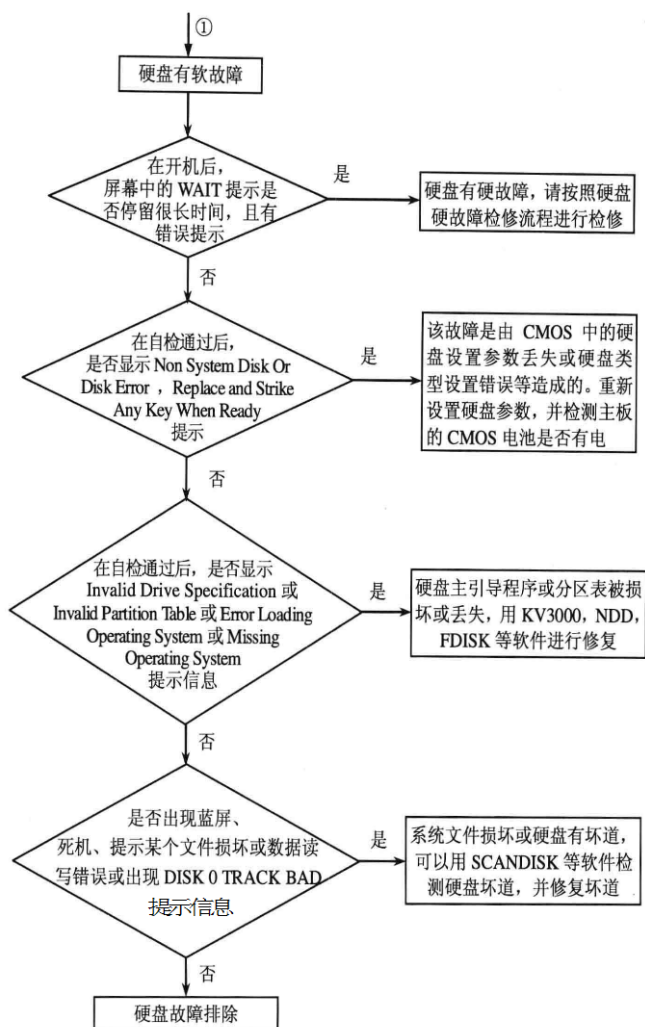 ①
硬盘有软故障
在开机后,
屏幕中的 WAIT 提示是
否停留很长时间，且有
错误提示
是
硬盘有硬故障，请按照硬盘
硬故障检修流程进行检修
否
在自检通过后,
是否显示 Non System Disk Or
Disk Error ，Replace and Strike
Any Key When Ready
提示
是
该故障是由 CMOS 中的硬
盘设置参数丢失或硬盘类
型设置错误等造成的。重新
设置硬盘参数，并检测主板
的 CMOS 电池是否有电
否
在自检通过后，是否显示
Invalid Drive Specification 或
Invalid Partition Table 或 Error Loading
Operating System 或 Missing
Operating System
提示信息
是
硬盘主引导程序或分区表被损
坏或丢失，用 KV3000，NDD，
FDISK 等软件进行修复
否
是否出现蓝屏、
死机、提示某个文件损坏或数据读
写错误或出现 DISK 0 TRACK BAD
提示信息
是
系统文件损坏或硬盘有坏道，
可以用 SCANDISK 等软件检
测硬盘坏道，并修复坏道
否
硬盘故障排除